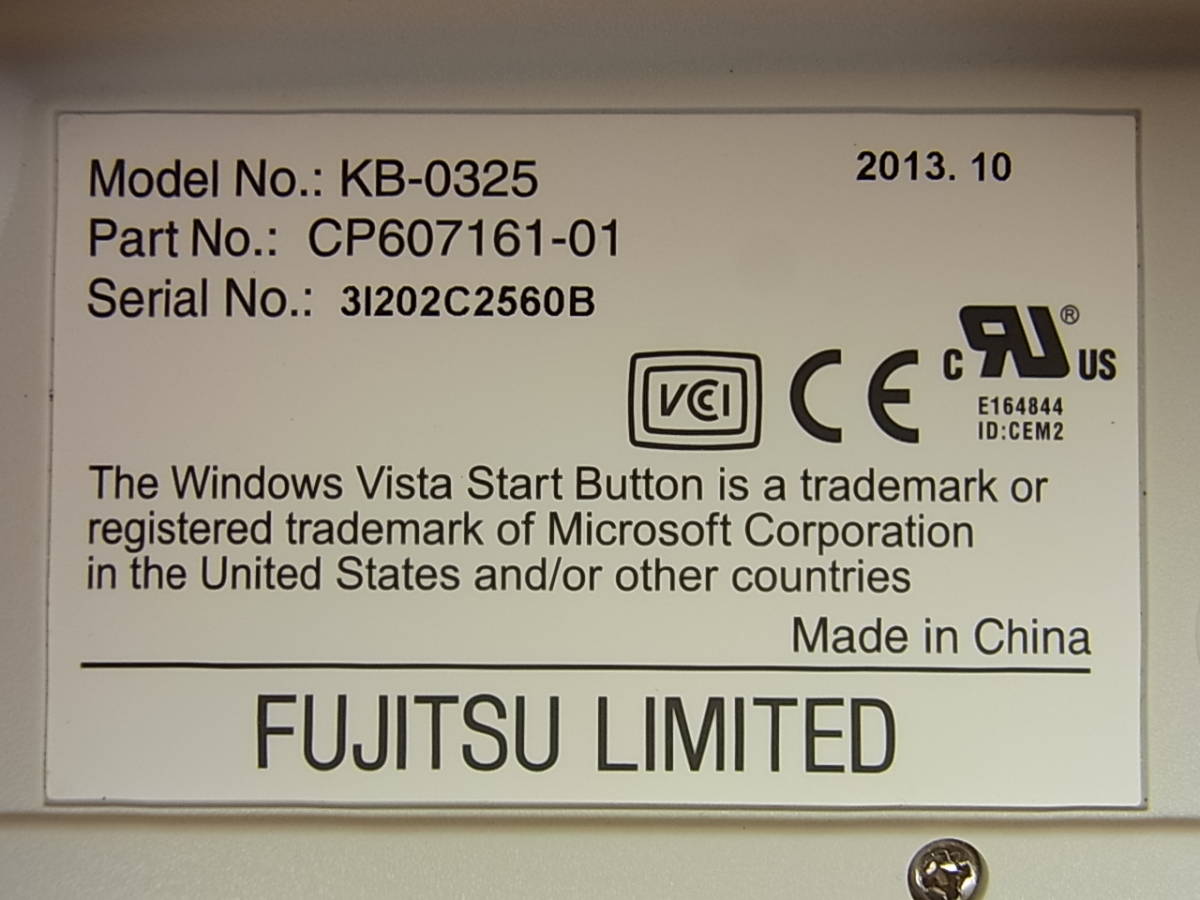 Model No.: KB-0325
2013. 10
Part No.: CP607161-01
Serial No.: 3I202C2560B
VCCI
CE
c RU ® US
E164844
ID:CEM2
The Windows Vista Start Button is a trademark or
registered trademark of Microsoft Corporation
in the United States and/or other countries
Made in China
FUJITSU LIMITED